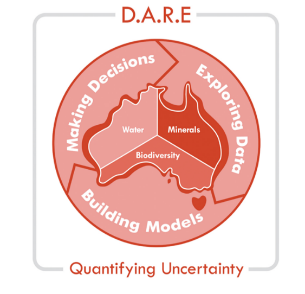 D.A.R.E
Making Decisions
Exploring Data
Water
Minerals
Biodiversity
Building Models
Quantifying Uncertainty